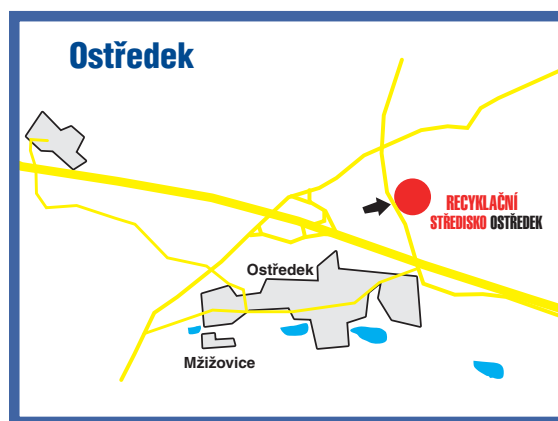 Ostředek
RECYKLAČNÍ
STŘEDISKO OSTŘEDEK
Ostředek
Mžižovice